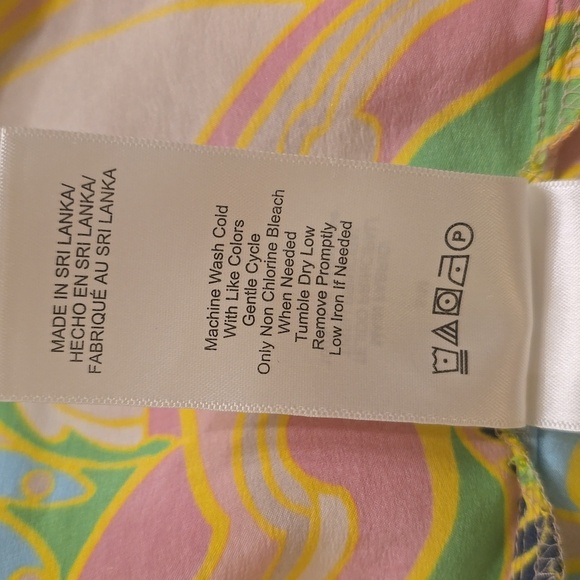 MADE IN SRI LANKA/
HECHO EN SRI LANKA/
FABRIQUÉ AU SRI LANKA
Machine Wash Cold
With Like Colors
Gentle Cycle
Only Non Chlorine Bleach
When Needed
Tumble Dry Low
Remove Promptly
Low Iron If Needed
P